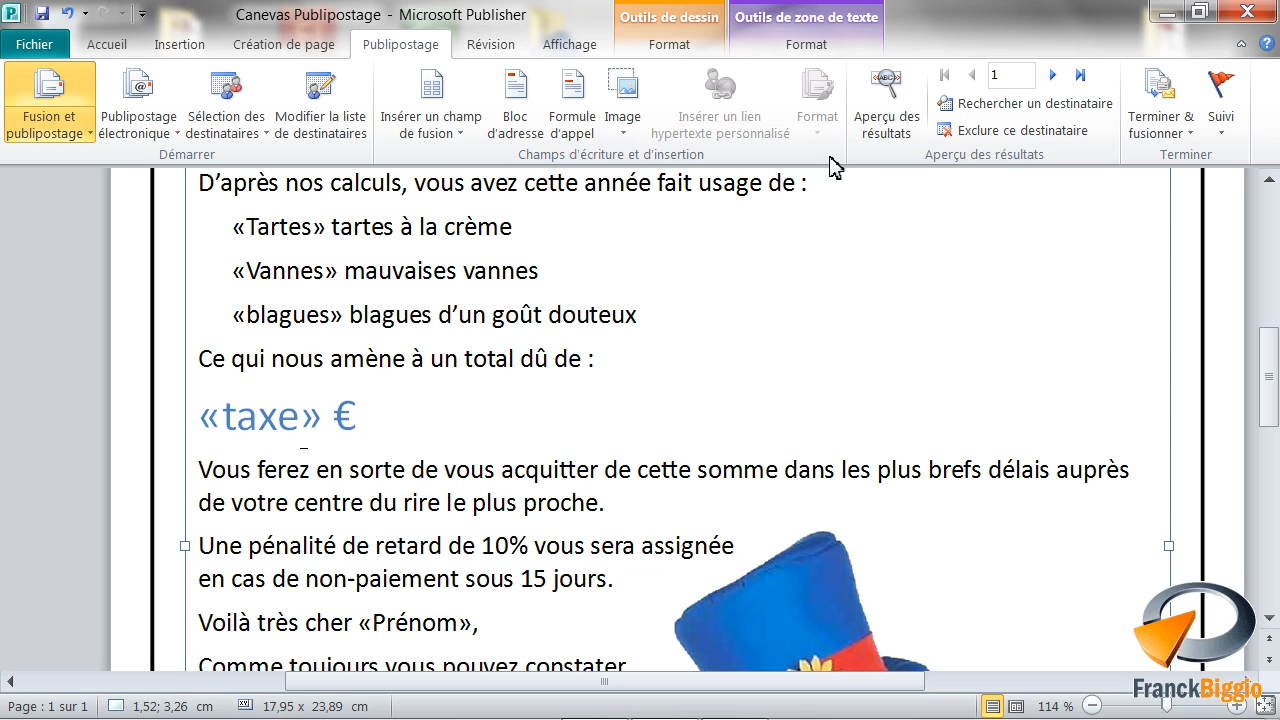 Canevas Publipostage - Microsoft Publisher
Outils de dessin
Outils de zone de texte
Fichier
Accueil
Insertion
Création de page
Publipostage
Révision
Affichage
Format
Format
Fusion et publipostage
Publipostage électronique
Sélection des destinataires
Modifier la liste de destinataires
Insérer un champ de fusion
Bloc d'adresse
Formule d'appel
Image
Insérer un lien hypertexte personnalisé
Format
Aperçu des résultats
1
Rechercher un destinataire
Exclure ce destinataire
Terminer & fusionner
Suivi
Démarrer
Champs d'écriture et d'insertion
Aperçu des résultats
Terminer
D'après nos calculs, vous avez cette année fait usage de :
«Tartes» tartes à la crème
«Vannes» mauvaises vannes
«blagues» blagues d'un goût douteux
Ce qui nous amène à un total dû de :
«taxe» €
Vous ferez en sorte de vous acquitter de cette somme dans les plus brefs délais auprès
de votre centre du rire le plus proche.
Une pénalité de retard de 10% vous sera assignée
en cas de non-paiement sous 15 jours.
Voilà très cher «Prénom»,
Comme toujours vous pouvez constater
FranckBiggio
Page : 1 sur 1
1,52; 3,26 cm
23,89 cm
114 %